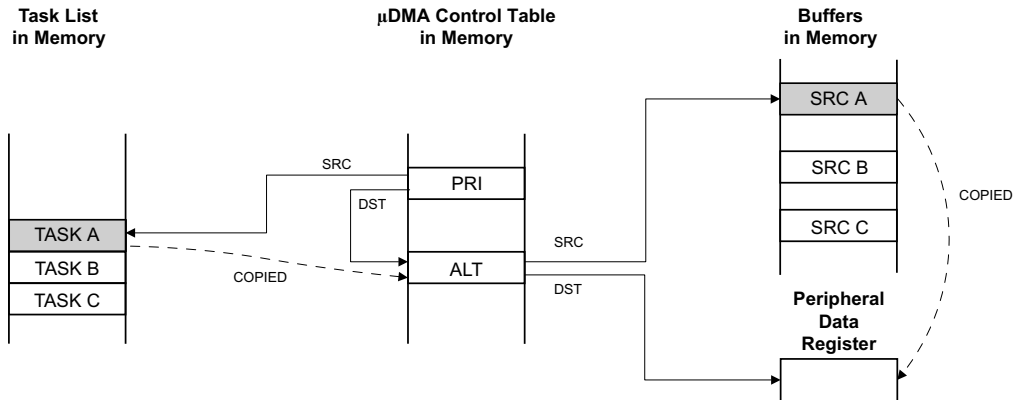 Task List
in Memory
µDMA Control Table
in Memory
Buffers
in Memory
SRC A
SRC
PRI
SRC B
COPIED
DST
SRC C
TASK A
SRC
TASK B
COPIED
ALT
DST
TASK C
Peripheral
Data
Register